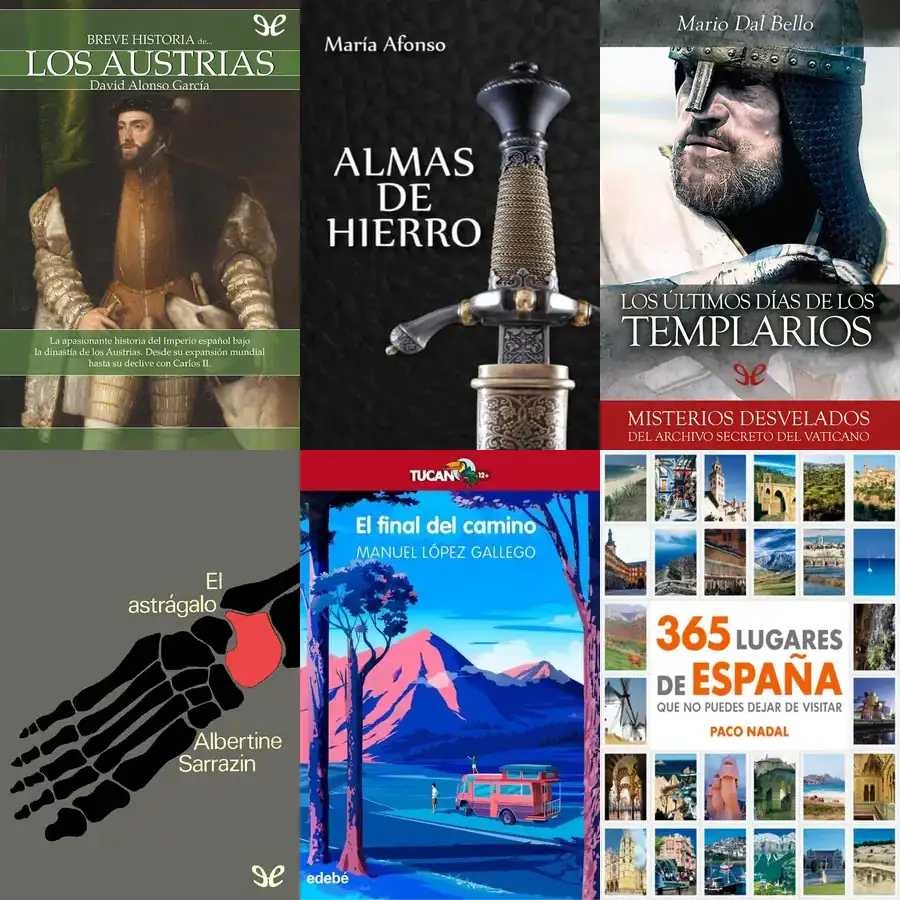 BREVE HISTORIA de...
LOS AUSTRIAS
David Alonso García
La apasionante historia del Imperio español bajo
la dinastía de los Austrias. Desde su expansión mundial
hasta su declive con Carlos II.
María Afonso
ALMAS
DE
HIERRO
Mario Dal Bello
LOS ÚLTIMOS DÍAS DE LOS
TEMPLARIOS
MISTERIOS DESVELADOS
DEL ARCHIVO SECRETO DEL VATICANO
El
astrágalo
Albertine
Sarrazin
TUCAN 12+
El final del camino
MANUEL LÓPEZ GALLEGO
edebé
365 LUGARES
DE ESPAÑA
QUE NO PUEDES DEJAR DE VISITAR
PACO NADAL